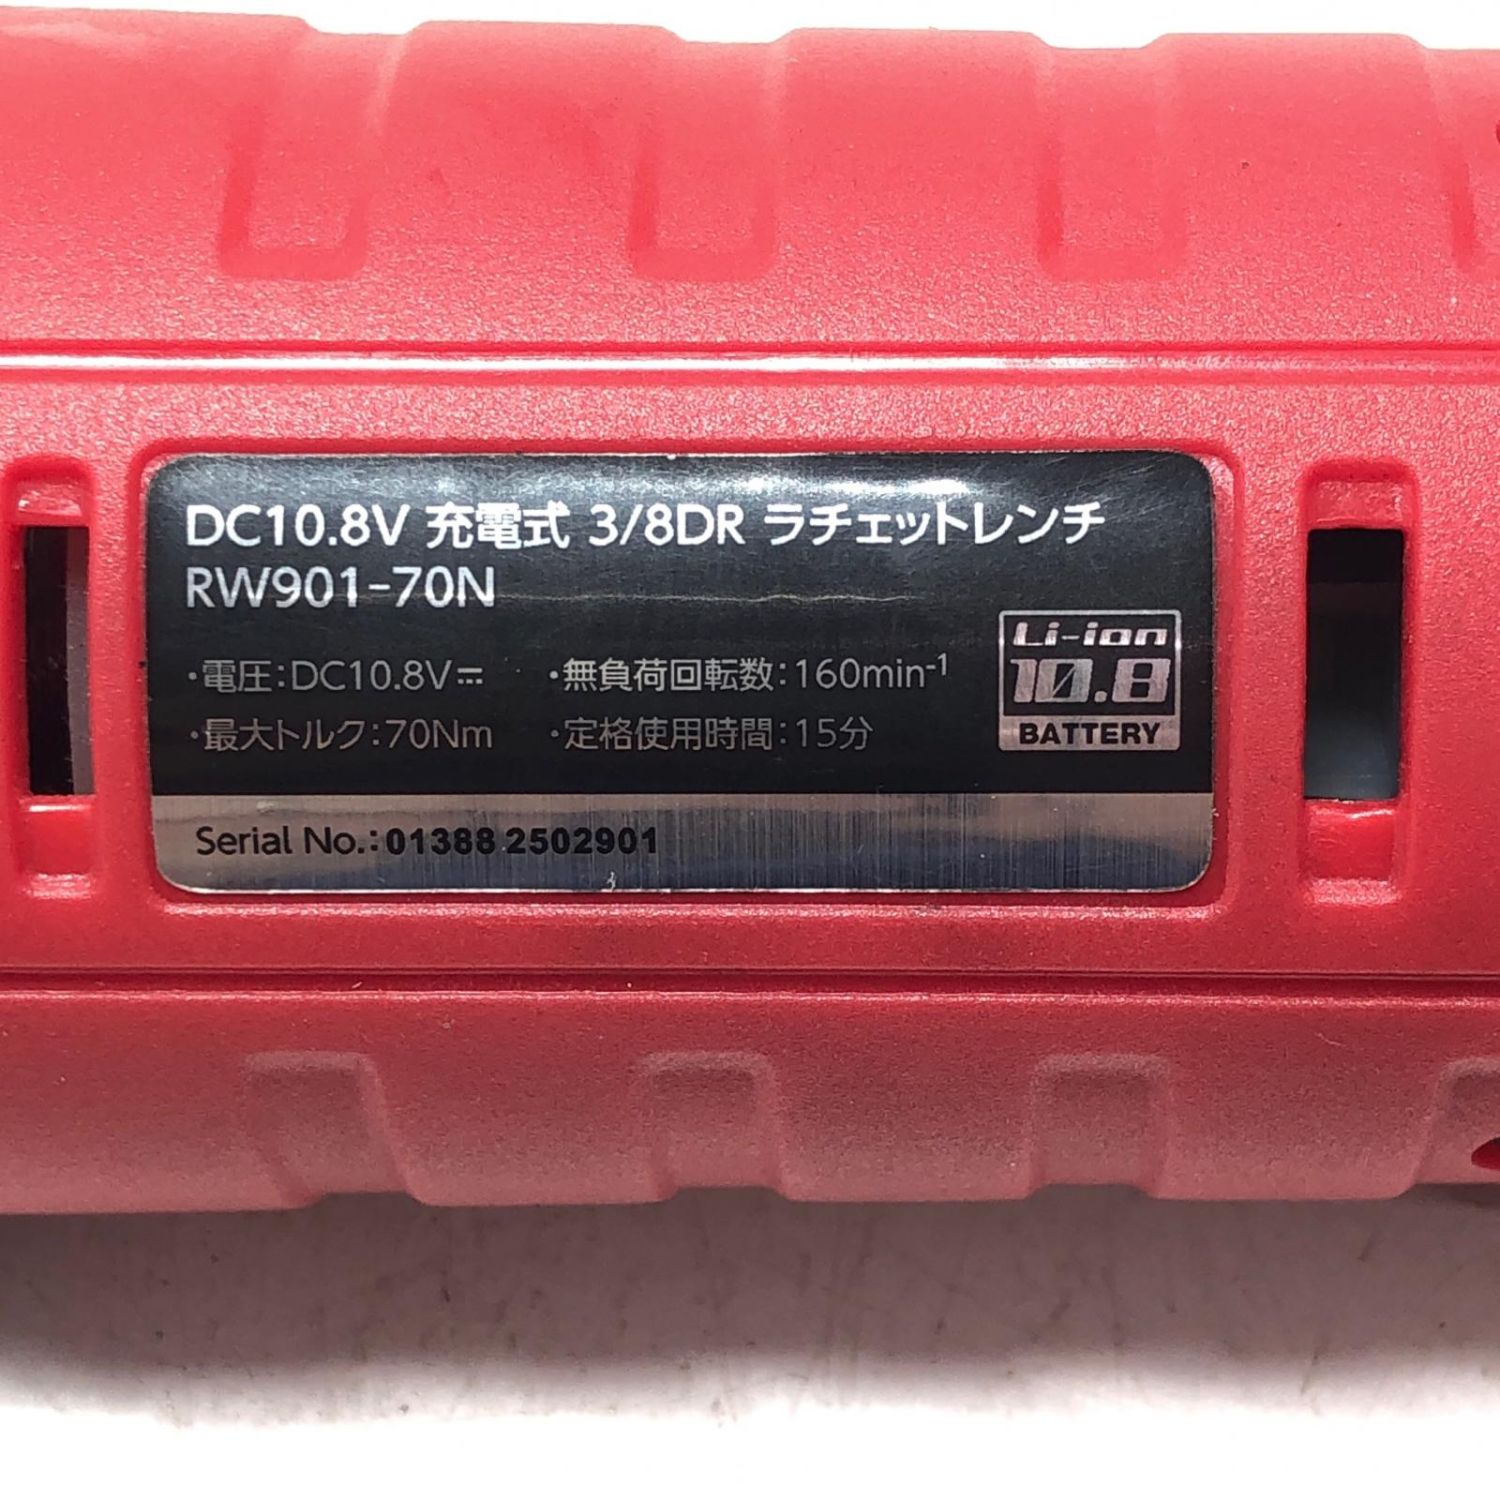 DC10.8V 充電式 3/8DR ラチェットレンチ
RW901-70N
・電圧:DC10.8V⎓
・無負荷回転数:160min⁻¹
・最大トルク:70Nm
・定格使用時間:15分
Li-ion
10.8
BATTERY
Serial No.:01388 2502901